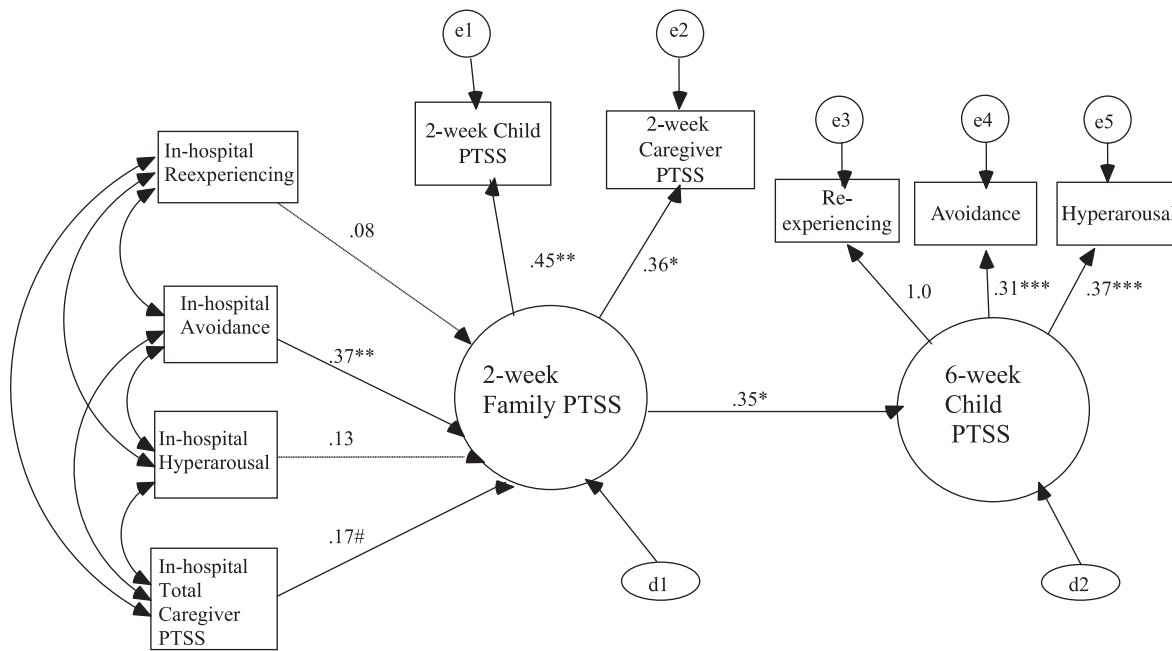 e1
e2
2-week Child
PTSS
2-week
Caregiver
PTSS
e3
e4
e5
In-hospital
Reexperiencing
Re-
experiencing
Avoidance
Hyperarousal
.08
.45**
.36*
1.0
.31***
.37***
In-hospital
Avoidance
.37**
2-week
Family PTSS
.35*
6-week
Child
PTSS
In-hospital
Hyperarousal
.13
.17#
In-hospital
Total
Caregiver
PTSS
d1
d2